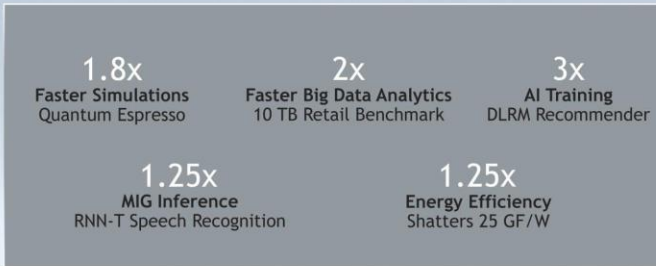 1.8x
Faster Simulations
Quantum Espresso
2x
Faster Big Data Analytics
10 TB Retail Benchmark
3x
AI Training
DLRM Recommender
1.25x
MIG Inference
RNN-T Speech Recognition
1.25x
Energy Efficiency
Shatters 25 GF/W